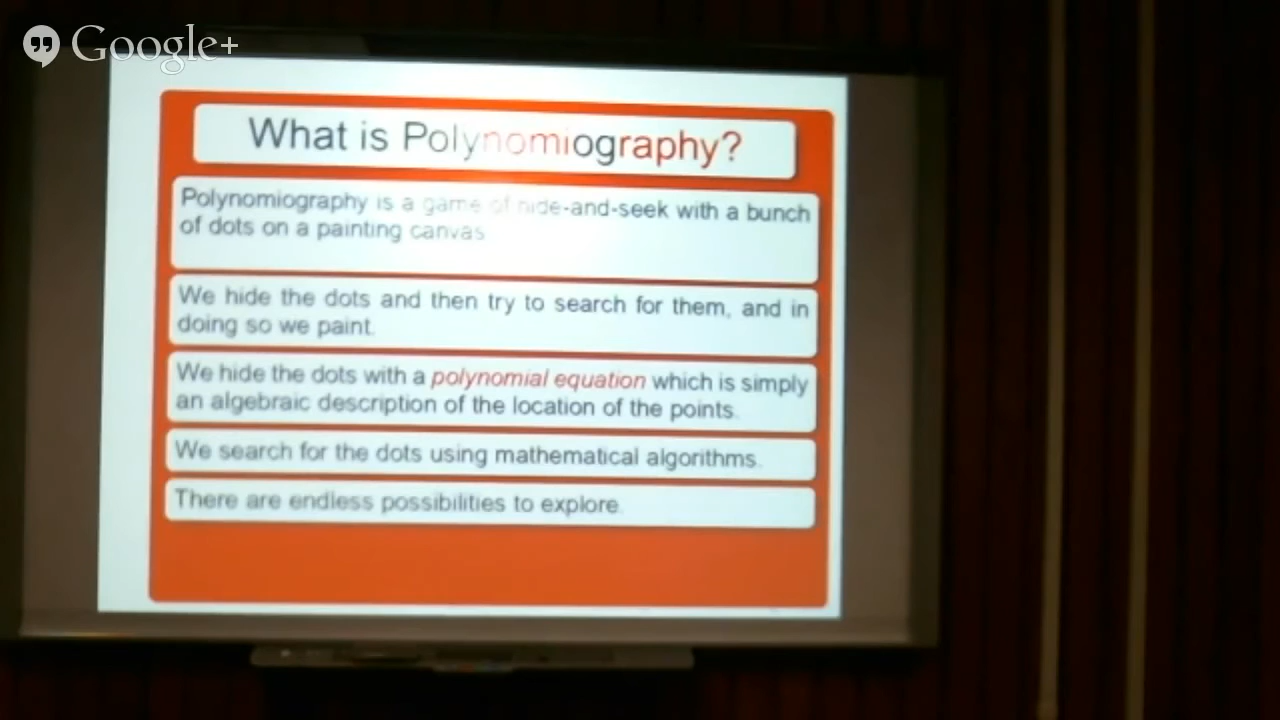 Google+
What is Polynomiography?
Polynomiography is a game of hide-and-seek with a bunch
of dots on a painting canvas
We hide the dots and then try to search for them, and in
doing so we paint.
We hide the dots with a polynomial equation which is simply
an algebraic description of the location of the points.
We search for the dots using mathematical algorithms.
There are endless possibilities to explore.